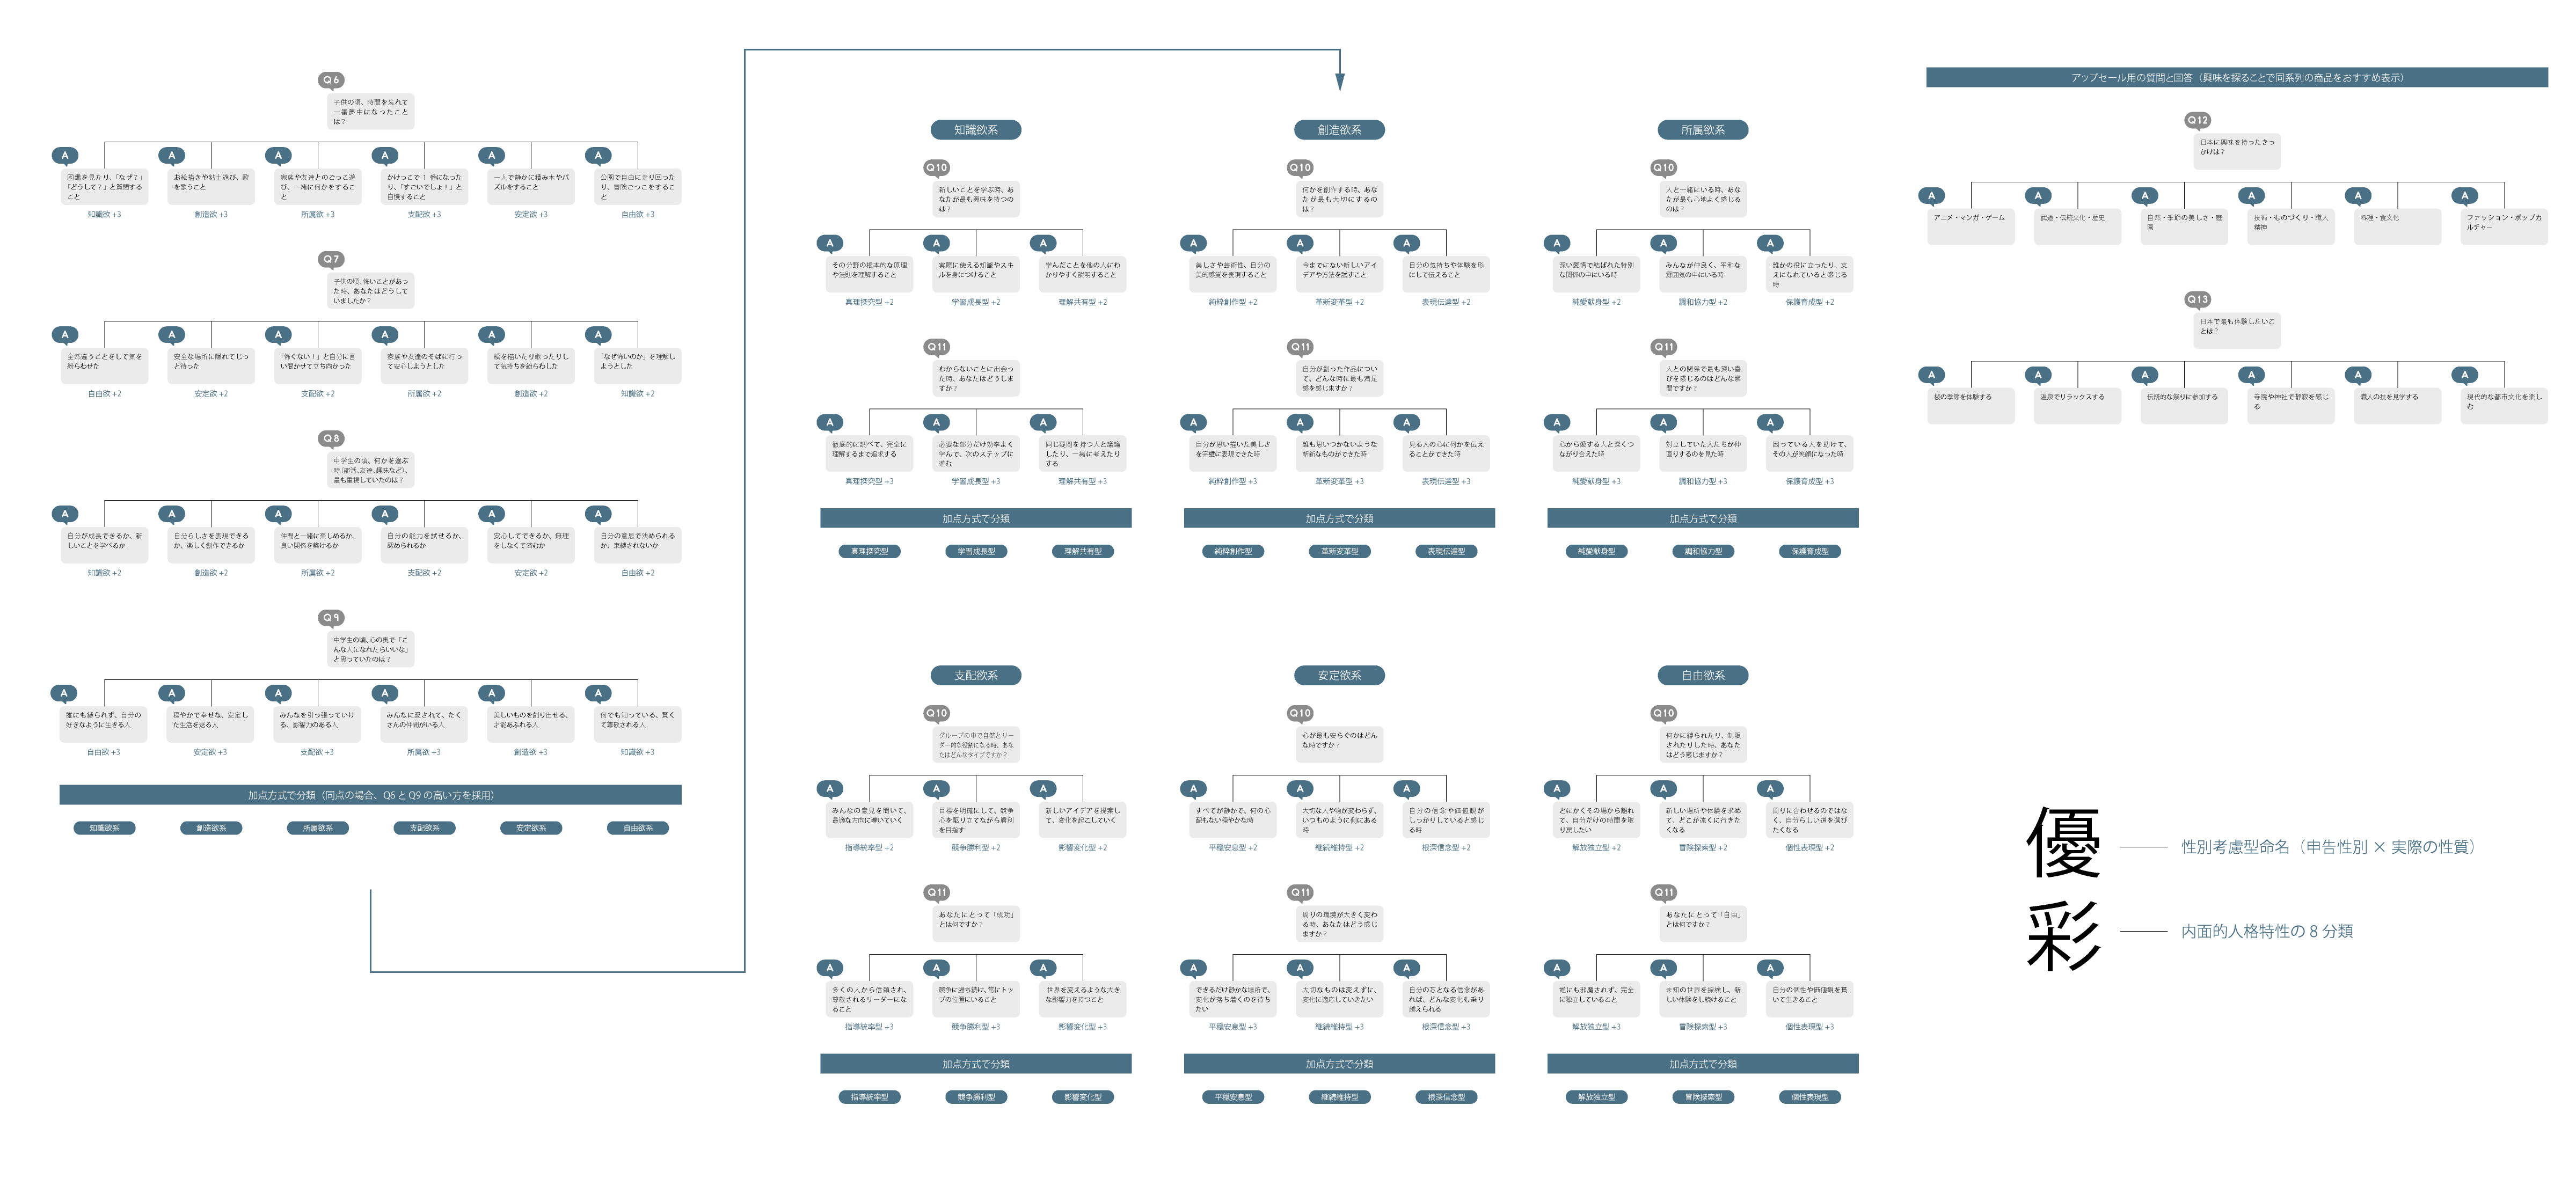 Q6
子供の頃、時間を忘れて
一番夢中になったこと
は？
A
図鑑を見たり、「なぜ？」
「どうして？」と質問する
こと
知識欲 +3
A
お絵描きや粘土遊び、歌
を歌うこと
創造欲 +3
A
家族や友達とのごっこ遊
び、一緒に何かをするこ
と
所属欲 +3
A
かけっこで 1 番になった
り、「すごいでしょ！」と
自慢すること
支配欲 +3
A
一人で静かに積み木やパ
ズルをすること
安定欲 +3
A
公園で自由に走り回った
り、冒険ごっこをするこ
と
自由欲 +3
Q7
子供の頃、怖いことがあっ
た時、あなたはどうして
いましたか？
A
全然違うことをして気を
紛らわせた
自由欲 +2
A
安全な場所に隠れてじっ
と待った
安定欲 +2
A
「怖くない！」と自分に言
い聞かせて立ち向かった
支配欲 +2
A
家族や友達のそばに行っ
て安心しようとした
所属欲 +2
A
絵を描いたり歌ったりし
て気持ちを紛らわした
創造欲 +2
A
「なぜ怖いのか」を理解し
ようとした
知識欲 +2
Q8
中学生の頃、何かを選ぶ
時（部活、友達、趣味など）、
最も重視していたのは？
A
自分が成長できるか、新
しいことを学べるか
知識欲 +2
A
自分らしさを表現できる
か、楽しく創作できるか
創造欲 +2
A
仲間と一緒に楽しめるか、
良い関係を築けるか
所属欲 +2
A
自分の能力を試せるか、
認められるか
支配欲 +2
A
安心してできるか、無理
をしなくて済むか
安定欲 +2
A
自分の意思で決められる
か、束縛されないか
自由欲 +2
Q9
中学生の頃、心の奥で「こ
んな人になれたらいいな」
と思っていたのは？
A
誰にも縛られず、自分の
好きなように生きる人
自由欲 +3
A
穏やかで幸せな、安定し
た生活を送る人
安定欲 +3
A
みんなを引っ張っていけ
る、影響力のある人
支配欲 +3
A
みんなに愛されて、たく
さんの仲間がいる人
所属欲 +3
A
美しいものを創り出せる、
才能あふれる人
創造欲 +3
A
何でも知っている、賢く
て尊敬される人
知識欲 +3
加点方式で分類（同点の場合、Q6 と Q9 の高い方を採用）
知識欲系
創造欲系
所属欲系
支配欲系
安定欲系
自由欲系
知識欲系
Q10
新しいことを学ぶ時、あ
なたが最も興味を持つの
は？
A
その分野の根本的な原理
や法則を理解すること
真理探究型 +2
A
実際に使える知識やスキ
ルを身につけること
学習成長型 +2
A
学んだことを他の人にわ
かりやすく説明すること
理解共有型 +2
Q11
わからないことに出会っ
た時、あなたはどうしま
すか？
A
徹底的に調べて、完全に
理解するまで追求する
真理探究型 +3
A
必要な部分だけ効率よく
学んで、次のステップに
進む
学習成長型 +3
A
同じ疑問を持つ人と議論
したり、一緒に考えたり
する
理解共有型 +3
加点方式で分類
真理探究型
学習成長型
理解共有型
創造欲系
Q10
何かを創作する時、あな
たが最も大切にするの
は？
A
美しさや芸術性、自分の
美的感覚を表現すること
純粋創作型 +2
A
今までにない新しいアイ
デアや方法を試すこと
革新変革型 +2
A
自分の気持ちや体験を形
にして伝えること
表現伝達型 +2
Q11
自分が創った作品につい
て、どんな時に最も満足
感を感じますか？
A
自分が思い描いた美しさ
を完璧に表現できた時
純粋創作型 +3
A
誰も思いつかないような
斬新なものができた時
革新変革型 +3
A
見る人の心に何かを伝え
ることができた時
表現伝達型 +3
加点方式で分類
純粋創作型
革新変革型
表現伝達型
所属欲系
Q10
人と一緒にいる時、あな
たが最も心地よく感じる
のは？
A
深い愛情で結ばれた特別
な関係の中にいる時
純愛献身型 +2
A
みんなが仲良く、平和な
雰囲気の中にいる時
調和協力型 +2
A
誰かの役に立ったり、支
えになれていると感じる
時
保護育成型 +2
Q11
人との関係で最も深い喜
びを感じるのはどんな瞬
間ですか？
A
心から愛する人と深くつ
ながり合えた時
純愛献身型 +3
A
対立していた人たちが仲
直りするのを見た時
調和協力型 +3
A
困っている人を助けて、
その人が笑顔になった時
保護育成型 +3
加点方式で分類
純愛献身型
調和協力型
保護育成型
支配欲系
Q10
グループの中で自然とリー
ダー的な役割になる時、あな
たはどんなタイプですか？
A
みんなの意見を聞いて、
最適な方向に導いていく
指導統率型 +2
A
目標を明確にして、競争
心を駆り立てながら勝利
を目指す
競争勝利型 +2
A
新しいアイデアを提案し
て、変化を起こしていく
影響変化型 +2
Q11
あなたにとって「成功」
とは何ですか？
A
多くの人から信頼され、
尊敬されるリーダーにな
ること
指導統率型 +3
A
競争に勝ち続け、常にトッ
プの位置にいること
競争勝利型 +3
A
世界を変えるような大き
な影響力を持つこと
影響変化型 +3
加点方式で分類
指導統率型
競争勝利型
影響変化型
安定欲系
Q10
心が最も安らぐのはどん
な時ですか？
A
すべてが静かで、何の心
配もない穏やかな時
平穏安息型 +2
A
大切な人や物が変わらず、
いつものように側にある
時
継続維持型 +2
A
自分の信念や価値観が
しっかりしていると感じ
る時
根深信念型 +2
Q11
周りの環境が大きく変わ
る時、あなたはどう感じ
ますか？
A
できるだけ静かな場所で、
変化が落ち着くのを待ち
たい
平穏安息型 +3
A
大切なものは変えずに、
変化に適応していきたい
継続維持型 +3
A
自分の芯となる信念があ
れば、どんな変化も乗り
越えられる
根深信念型 +3
加点方式で分類
平穏安息型
継続維持型
根深信念型
自由欲系
Q10
何かに縛られたり、制限
されたりした時、あなた
はどう感じますか？
A
とにかくその場から離れ
て、自分だけの時間を取
り戻したい
解放独立型 +2
A
新しい場所や体験を求め
て、どこか遠くに行きた
くなる
冒険探索型 +2
A
周りに合わせるのではな
く、自分らしい道を選び
たくなる
個性表現型 +2
Q11
あなたにとって「自由」
とは何ですか？
A
誰にも邪魔されず、完全
に独立していること
解放独立型 +3
A
未知の世界を探検し、新
しい体験をし続けること
冒険探索型 +3
A
自分の個性や価値観を貫
いて生きること
個性表現型 +3
加点方式で分類
解放独立型
冒険探索型
個性表現型
アップセール用の質問と回答（興味を探ることで同系列の商品をおすすめ表示）
Q12
日本に興味を持ったきっ
かけは？
A
アニメ・マンガ・ゲーム
A
武道・伝統文化・歴史
A
自然・季節の美しさ・庭
園
A
技術・ものづくり・職人
精神
A
料理・食文化
A
ファッション・ポップカ
ルチャー
Q13
日本で最も体験したいこ
とは？
A
桜の季節を体験する
A
温泉でリラックスする
A
伝統的な祭りに参加する
A
寺院や神社で静寂を感じ
る
A
職人の技を見学する
A
現代的な都市文化を楽し
む
優
性別考慮型命名（申告性別 × 実際の性質）
彩
内面的人格特性の 8 分類